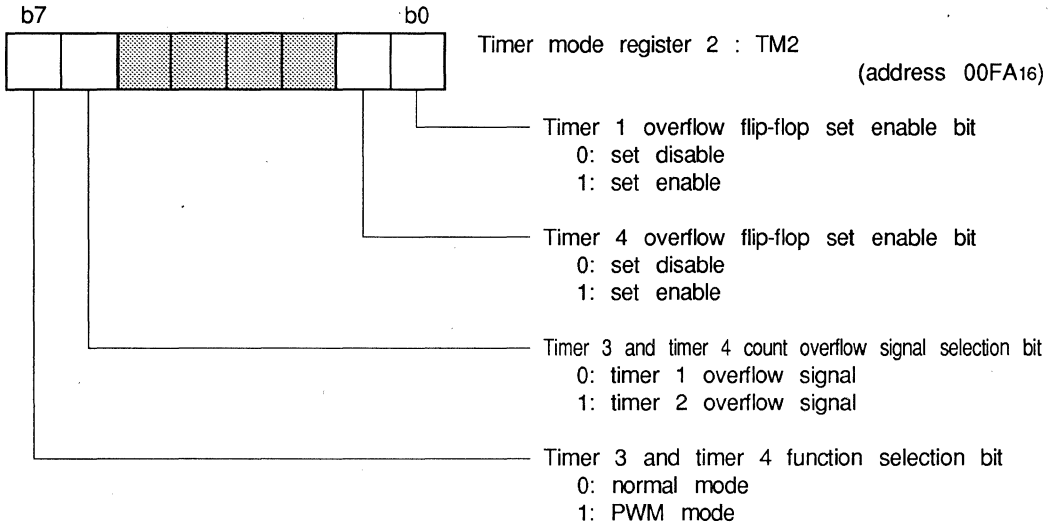 b7 b0
Timer mode register 2 : TM2
(address 00FA16)
Timer 1 overflow flip-flop set enable bit
0: set disable
1: set enable
Timer 4 overflow flip-flop set enable bit
0: set disable
1: set enable
Timer 3 and timer 4 count overflow signal selection bit
0: timer 1 overflow signal
1: timer 2 overflow signal
Timer 3 and timer 4 function selection bit
0: normal mode
1: PWM mode